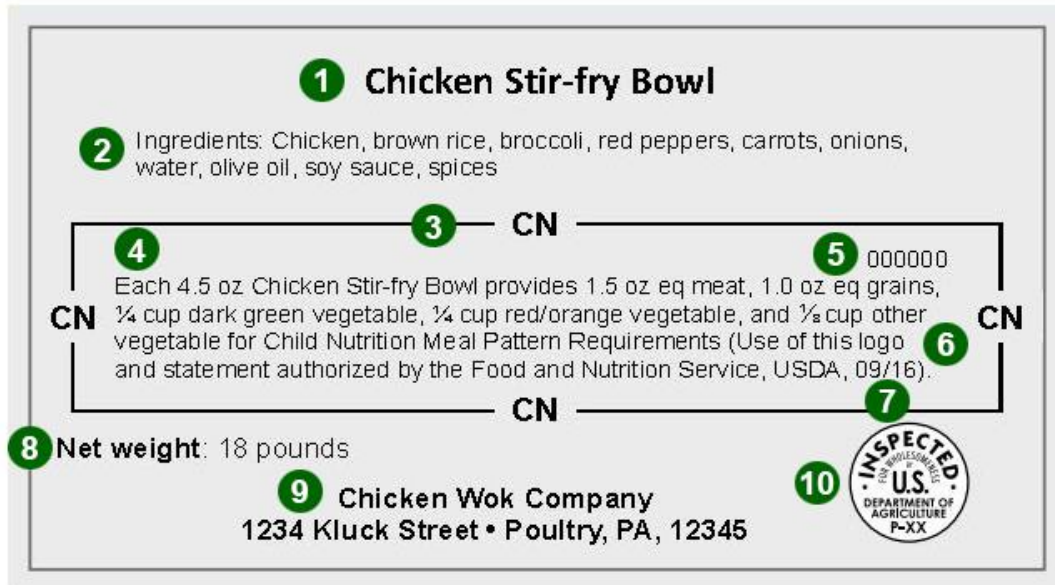 1 Chicken Stir-fry Bowl
2 Ingredients: Chicken, brown rice, broccoli, red peppers, carrots, onions,
water, olive oil, soy sauce, spices
3 CN
4
5 000000
Each 4.5 oz Chicken Stir-fry Bowl provides 1.5 oz eq meat, 1.0 oz eq grains,
CN ¼ cup dark green vegetable, ¼ cup red/orange vegetable, and ⅛ cup other CN
vegetable for Child Nutrition Meal Pattern Requirements (Use of this logo 6
and statement authorized by the Food and Nutrition Service, USDA, 09/16).
7
CN
8 Net weight: 18 pounds
9 Chicken Wok Company
1234 Kluck Street • Poultry, PA, 12345
10
INSPECTED
FOR WHOLESOMENESS
BY
U.S.
DEPARTMENT OF
AGRICULTURE
P-XX